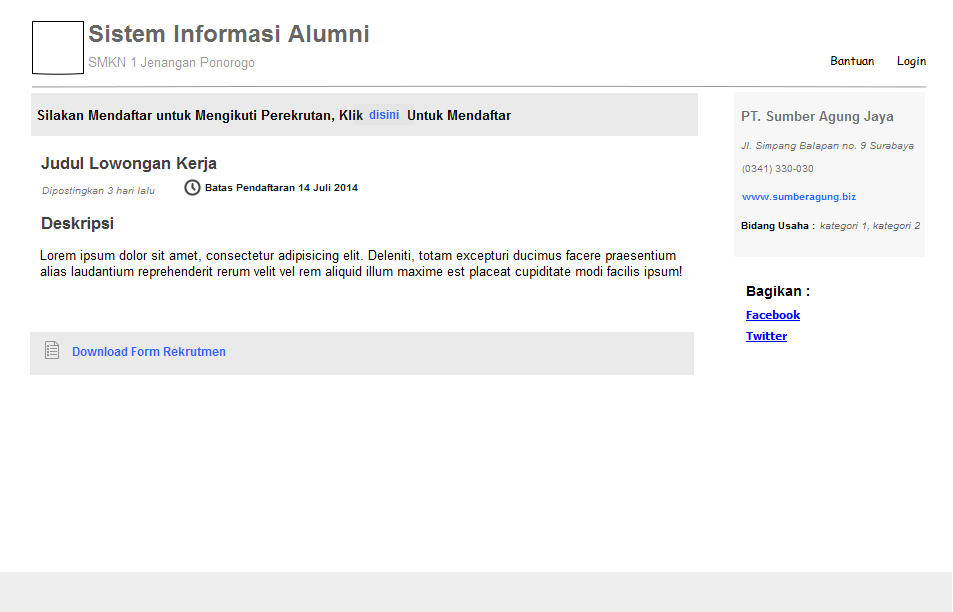 Sistem Informasi Alumni
SMKN 1 Jenangan Ponorogo
Bantuan Login
Silakan Mendaftar untuk Mengikuti Perekrutan, Klik disini Untuk Mendaftar
Judul Lowongan Kerja
Dipostingkan 3 hari lalu Batas Pendaftaran 14 Juli 2014
Deskripsi
Lorem ipsum dolor sit amet, consectetur adipisicing elit. Deleniti, totam excepturi ducimus facere praesentium
alias laudantium reprehenderit rerum velit vel rem aliquid illum maxime est placeat cupiditate modi facilis ipsum!
Download Form Rekrutmen
PT. Sumber Agung Jaya
Jl. Simpang Balapan no. 9 Surabaya
(0341) 330-030
www.sumberagung.biz
Bidang Usaha : kategori 1, kategori 2
Bagikan :
Facebook
Twitter